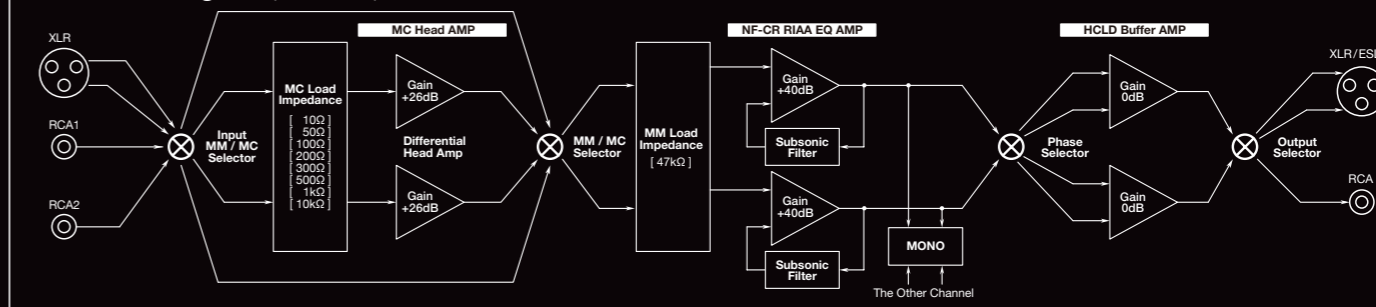 MC Head AMP
NF-CR RIAA EQ AMP
HCLD Buffer AMP
XLR
RCA1
RCA2
Input
MM / MC
Selector
MC Load
Impedance
[ 10Ω ]
[ 50Ω ]
[ 100Ω ]
[ 200Ω ]
[ 300Ω ]
[ 500Ω ]
[ 1kΩ ]
[ 10kΩ ]
Gain
+26dB
Differential
Head Amp
Gain
+26dB
MM / MC
Selector
MM Load
Impedance
[ 47kΩ ]
Gain
+40dB
Subsonic
Filter
Gain
+40dB
Subsonic
Filter
MONO
The Other Channel
Phase
Selector
Gain
0dB
Gain
0dB
Output
Selector
XLR/ESL
RCA